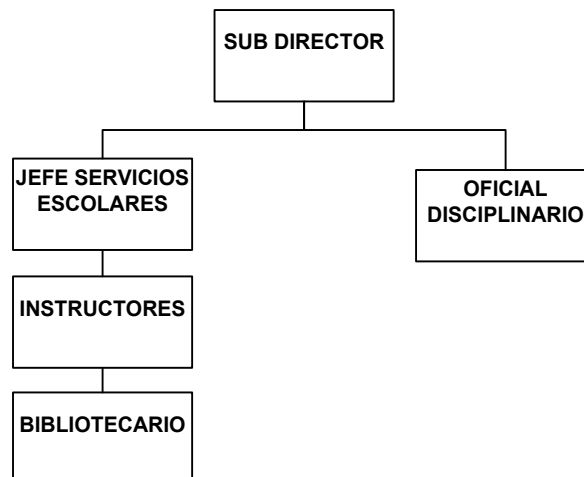 SUB DIRECTOR
JEFE SERVICIOS
ESCOLARES
OFICIAL
DISCIPLINARIO
INSTRUCTORES
BIBLIOTECARIO